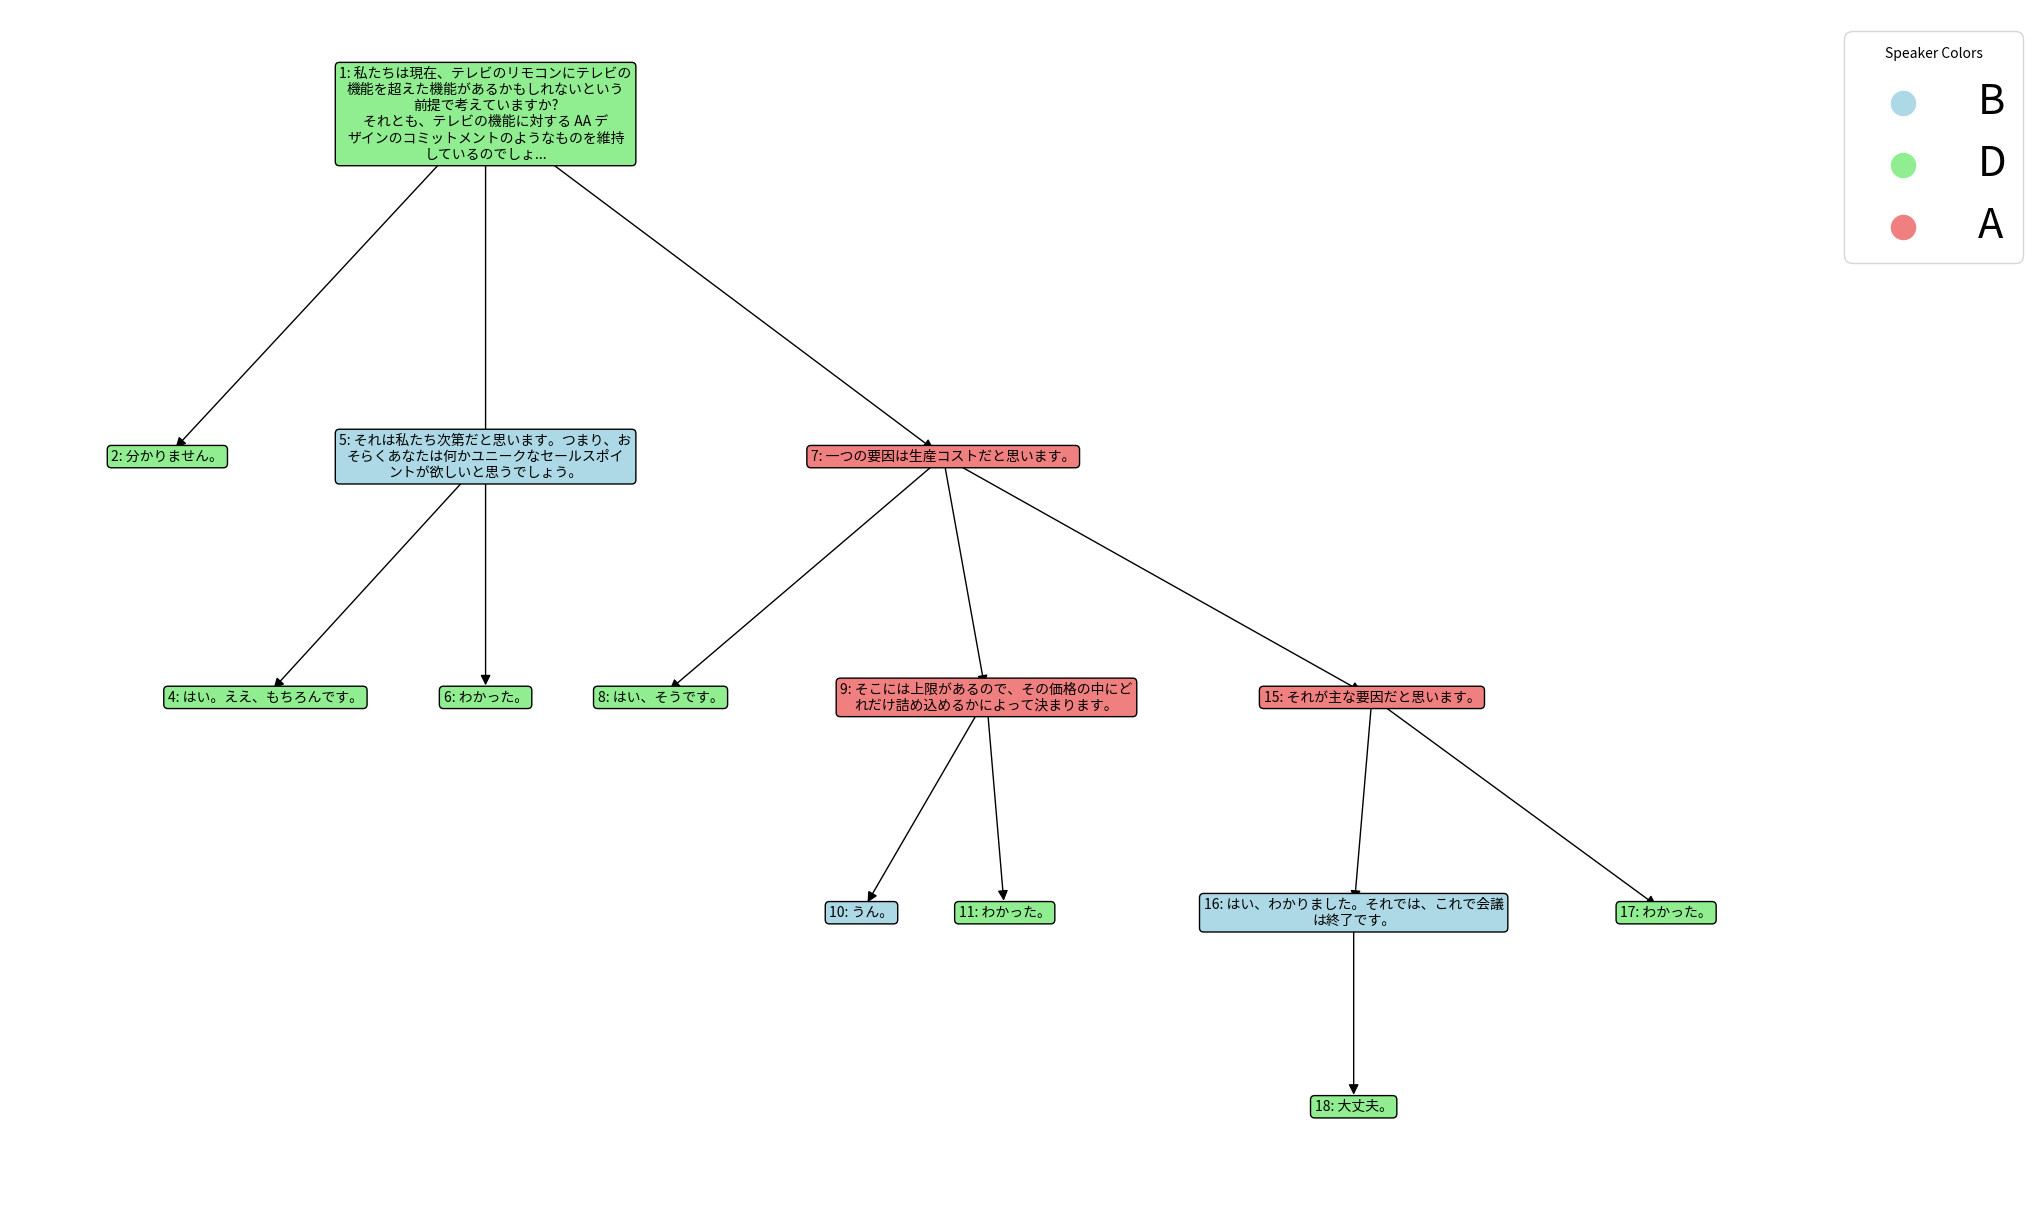 Speaker Colors
B
D
A
1: 私たちは現在、テレビのリモコンにテレビの
機能を超えた機能があるかもしれないという
前提で考えていますか?
それとも、テレビの機能に対する AA デ
ザインのコミットメントのようなものを維持
しているのでしょ...
2: 分かりません。
5: それは私たち次第だと思います。つまり、お
そらくあなたは何かユニークなセールスポイ
ントが欲しいと思うでしょう。
7: 一つの要因は生産コストだと思います。
4: はい。ええ、もちろんです。
6: わかった。
8: はい、そうです。
9: そこには上限があるので、その価格の中にど
れだけ詰め込めるかによって決まります。
15: それが主な要因だと思います。
10: うん。
11: わかった。
16: はい、わかりました。それでは、これで会議
は終了です。
17: わかった。
18: 大丈夫。